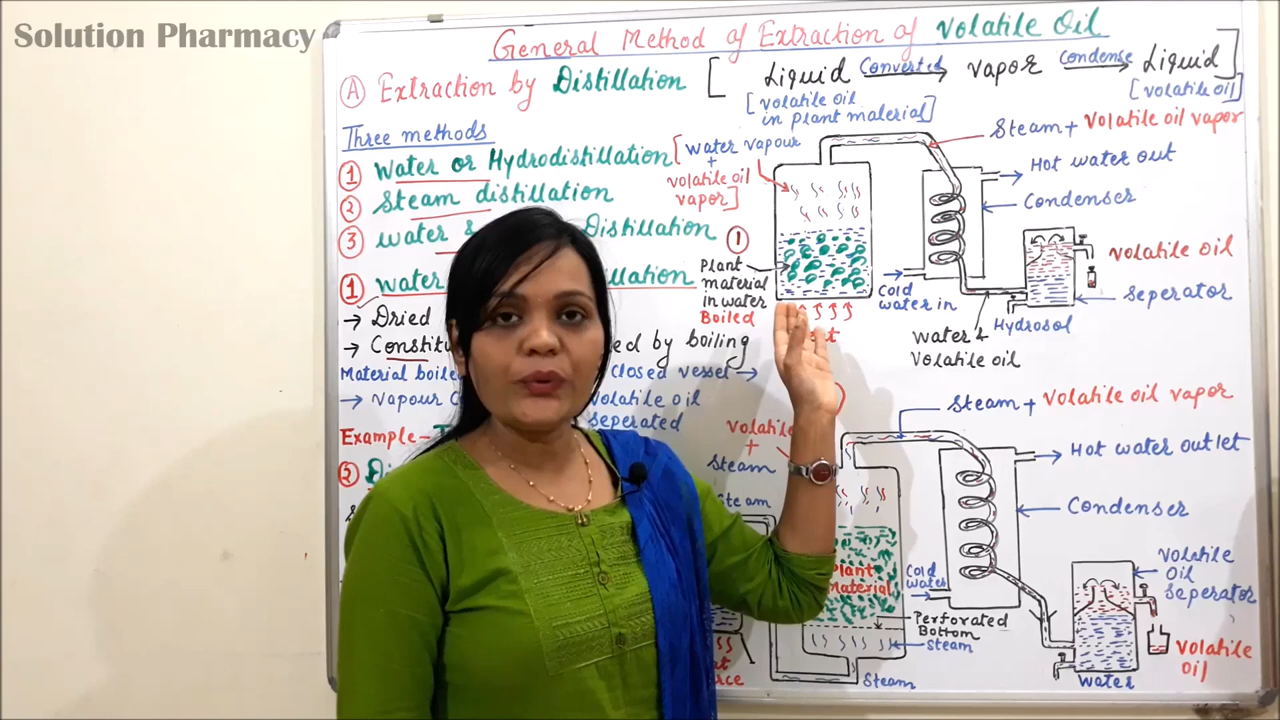 Solution Pharmacy
General Method of Extraction of Volatile Oil
(A) Extraction by Distillation [ Liquid Converted → vapor Condense → Liquid ]
[volatile oil in plant material]
[volatile oil]
Three methods
① Water or Hydrodistillation
② Steam distillation
③ water & Distillation
[water vapour
+
volatile oil
vapor]
Steam + Volatile oil vapor
Hot water out
Condenser
①
Plant
material
in water
Boiled
Cold
water in
volatile oil
seperator
Hydrosol
water &
Volatile oil
① water
→ Dried
→ by boiling
Material closed vessel →
→ vapour Volatile oil
Seperated
Example-
②
Steam + Volatile oil vapor
+
Steam
Steam
Hot water outlet
Condenser
Cold
water
Plant
Material
Perforated
Bottom
Steam
Steam
Volatile
Oil
Seperator
volatile
oil
water